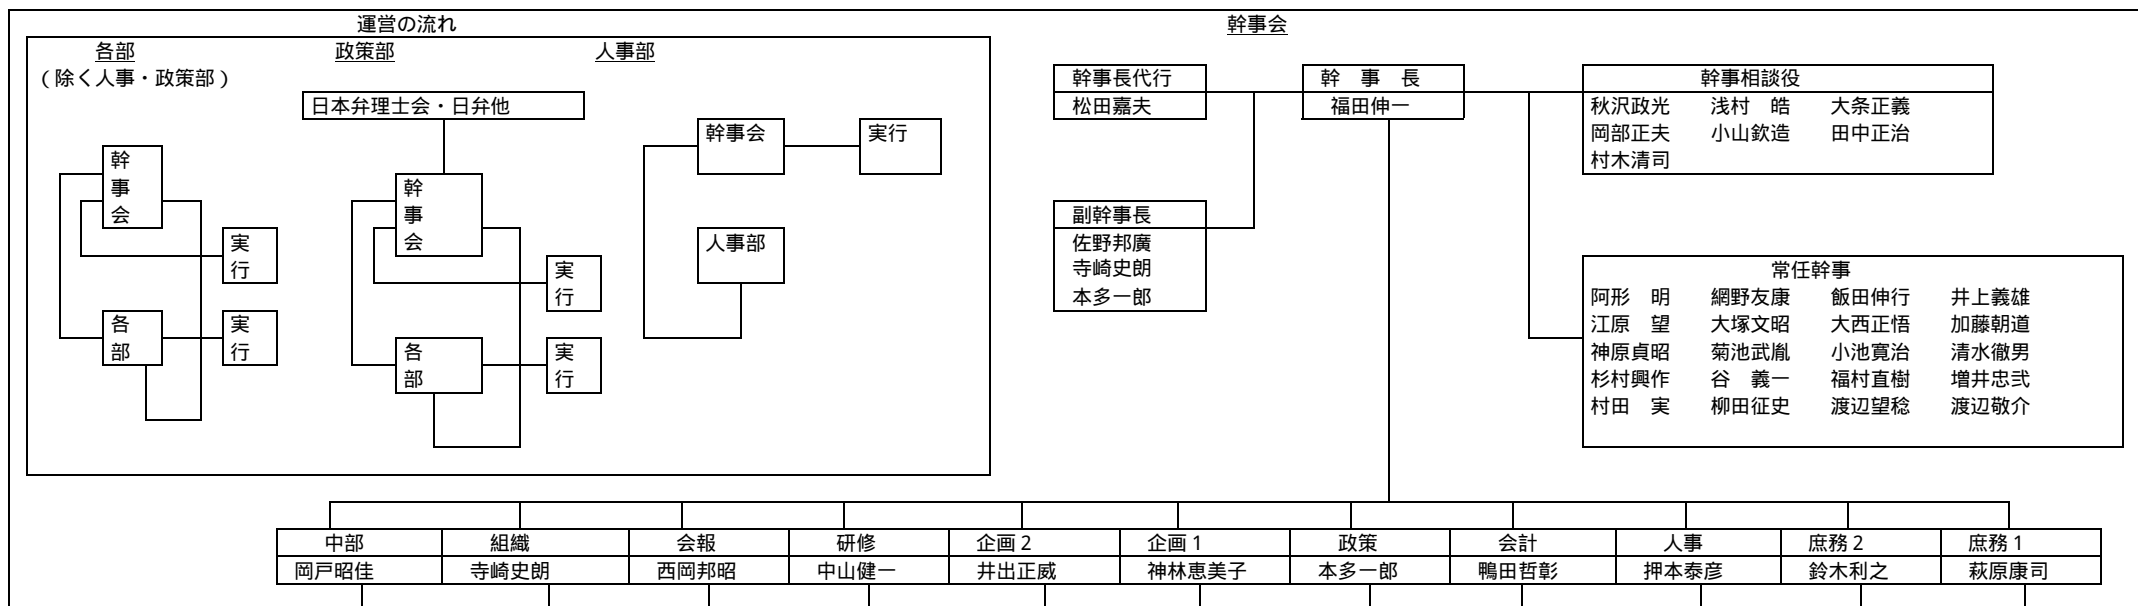 運営の流れ
各部 政策部 人事部
(除く人事・政策部)
日本弁理士会・日弁他
幹事会
実行
各部
実行
幹事会
実行
各部
実行
幹事会 実行
人事部
幹事会
幹事長代行
松田嘉夫
幹 事 長
福田伸一
幹事相談役
秋沢政光 浅村 皓 大条正義
岡部正夫 小山欽造 田中正治
村木清司
副幹事長
佐野邦廣
寺崎史朗
本多一郎
常任幹事
阿形 明 網野友康 飯田伸行 井上義雄
江原 望 大塚文昭 大西正悟 加藤朝道
神原貞昭 菊池武胤 小池寛治 清水徹男
杉村興作 谷 義一 福村直樹 増井忠弐
村田 実 柳田征史 渡辺望稔 渡辺敬介
中部 組織 会報 研修 企画2 企画1 政策 会計 人事 庶務2 庶務1
岡戸昭佳 寺崎史朗 西岡邦昭 中山健一 井出正威 神林恵美子 本多一郎 鴨田哲彰 押本泰彦 鈴木利之 萩原康司